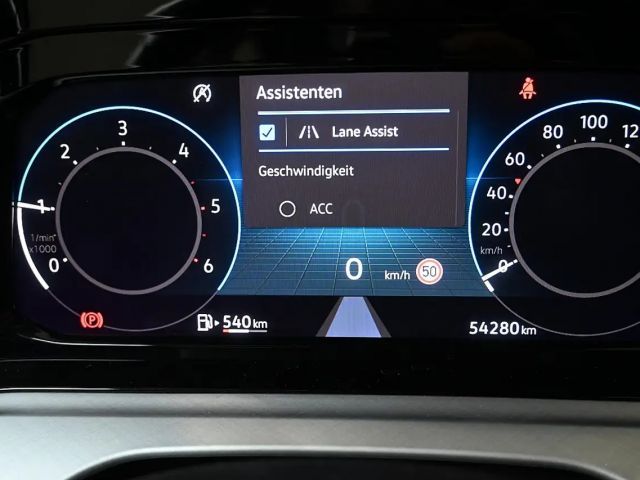 Assistenten
Lane Assist
Geschwindigkeit
ACC
0 1 2 3 4 5 6
1/min
x1000
0 20 40 60 80 100 12
km/h
0 km/h 50
P
540 km
54280 km